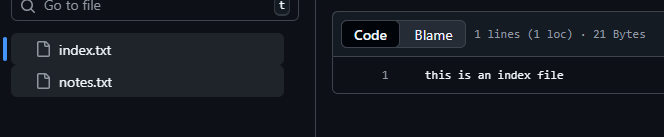 Go to file
t
index.txt
notes.txt
Code
Blame
1 lines (1 loc) · 21 Bytes
1
this is an index file